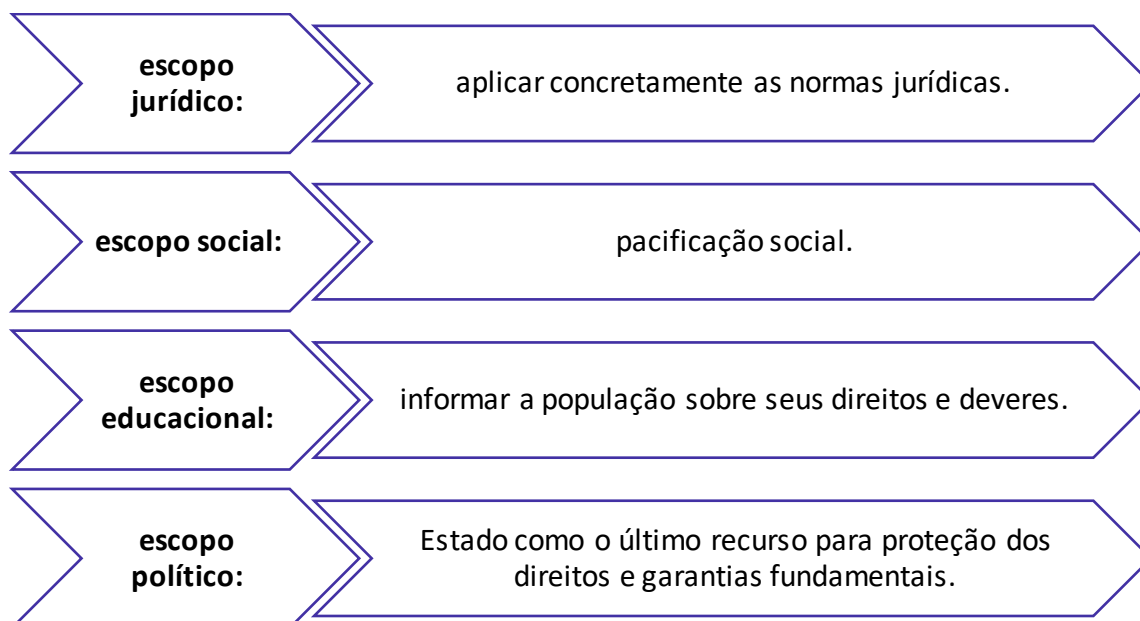 escopo
jurídico:
aplicar concretamente as normas jurídicas.
escopo social:
pacificação social.
escopo
educacional:
informar a população sobre seus direitos e deveres.
escopo
político:
Estado como o último recurso para proteção dos
direitos e garantias fundamentais.